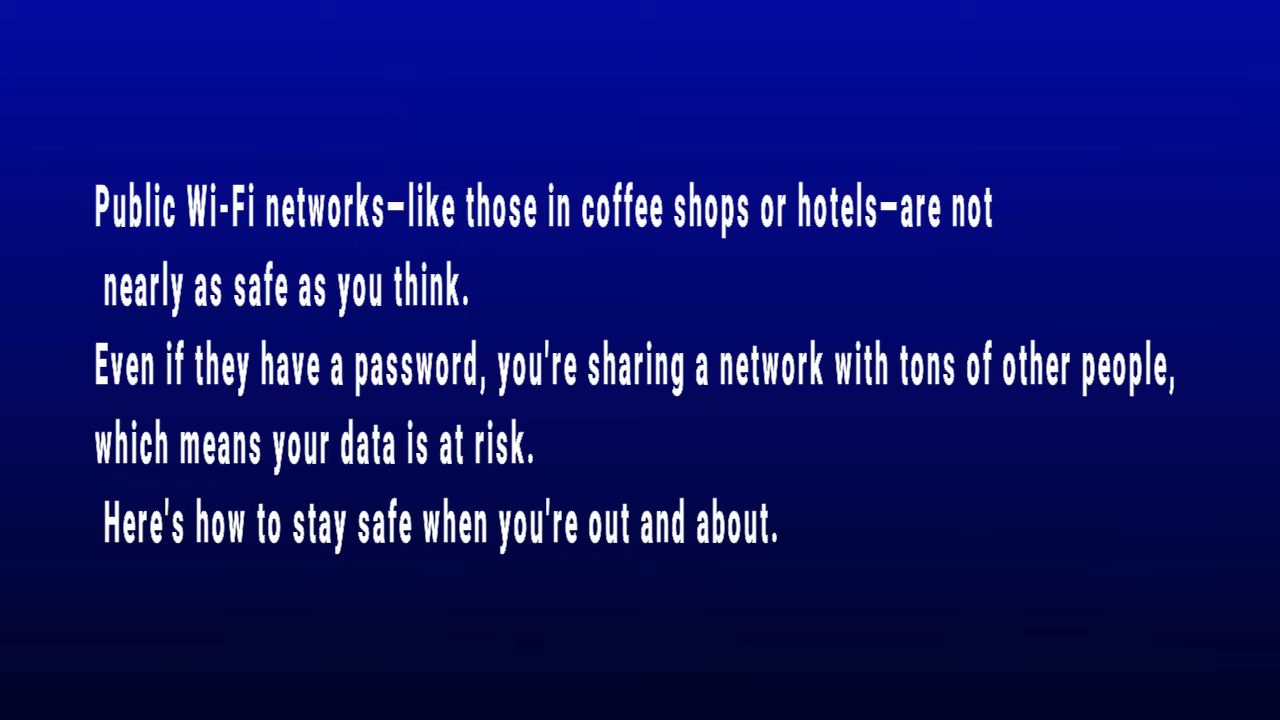 Public Wi-Fi networks—like those in coffee shops or hotels—are not
nearly as safe as you think.
Even if they have a password, you're sharing a network with tons of other people,
which means your data is at risk.
Here's how to stay safe when you're out and about.